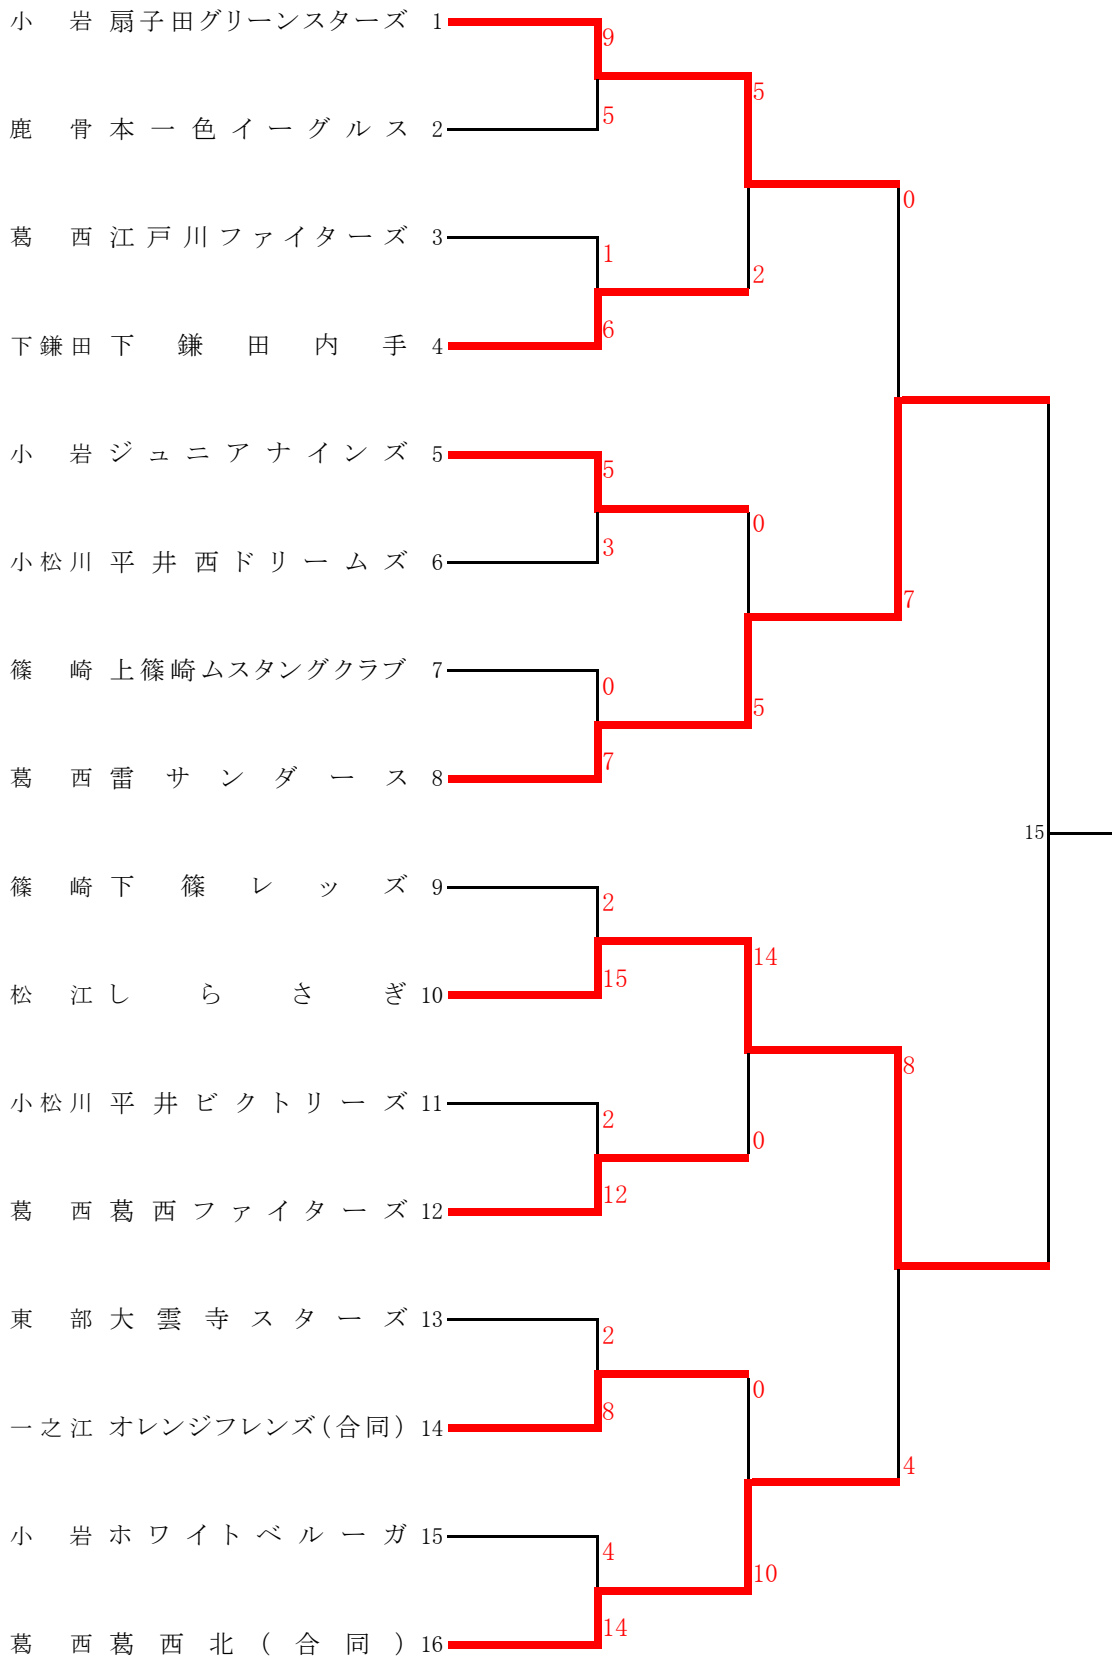 小岩 扇子田グリーンスターズ 1
9
5
5
鹿骨 本一色イーグルス 2
0
葛西 江戸川ファイターズ 3
1
2
6
下鎌田 下鎌田内手 4
小岩 ジュニアナインズ 5
5
0
3
小松川 平井西ドリームズ 6
7
篠崎 上篠崎ムスタングクラブ 7
0
5
7
葛西 雷サンダース 8
15
篠崎 下篠レッズ 9
2
14
15
松江 しらさぎ 10
8
小松川 平井ビクトリーズ 11
2
0
12
葛西 葛西ファイターズ 12
東部 大雲寺スターズ 13
2
0
8
一之江 オレンジフレンズ(合同) 14
4
小岩 ホワイトベルーガ 15
4
10
14
葛西 葛西北(合同) 16